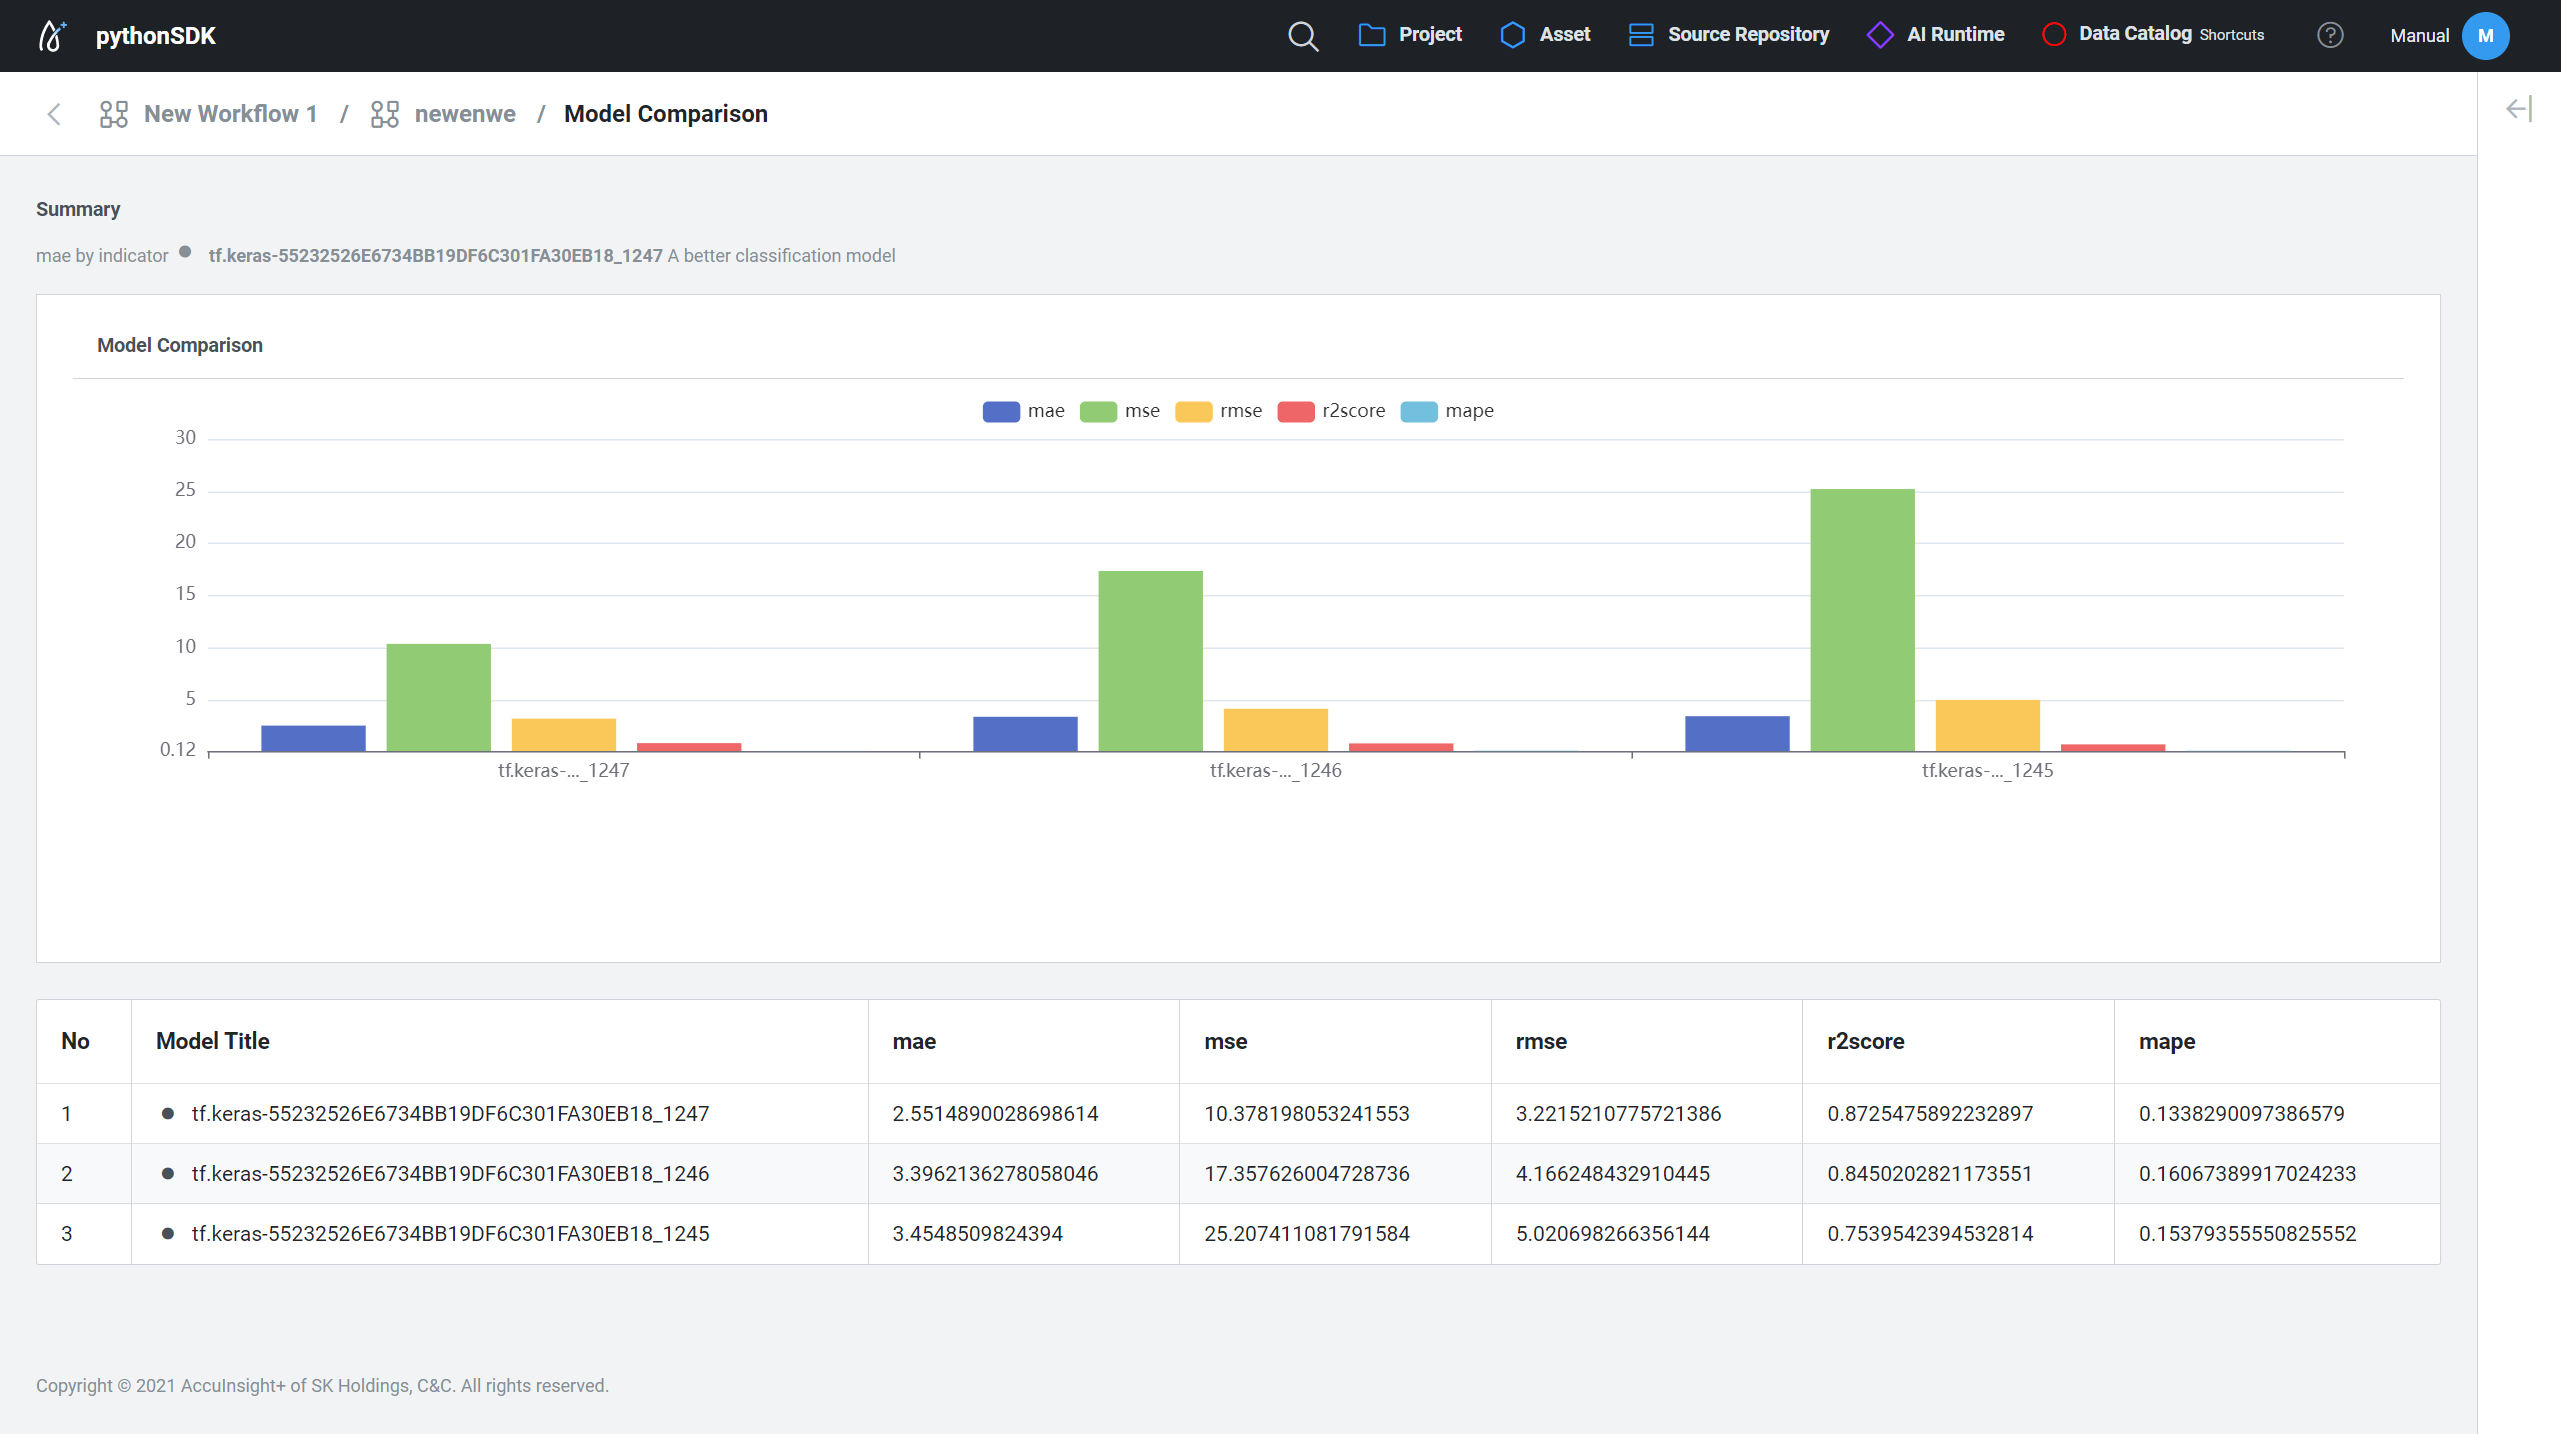 pythonSDK
Project Asset Source Repository AI Runtime Data Catalog Shortcuts ? Manual M
New Workflow 1 / newenwe / Model Comparison
Summary
mae by indicator ● tf.keras-55232526E6734BB19DF6C301FA30EB18_1247 A better classification model
Model Comparison
mae mse rmse r2score mape
30
25
20
15
10
5
0.12
tf.keras-..._1247 tf.keras-..._1246 tf.keras-..._1245
No Model Title mae mse rmse r2score mape
1 ● tf.keras-55232526E6734BB19DF6C301FA30EB18_1247 2.5514890028698614 10.378198053241553 3.2215210775721386 0.8725475892232897 0.1338290097386579
2 ● tf.keras-55232526E6734BB19DF6C301FA30EB18_1246 3.3962136278058046 17.357626004728736 4.166248432910445 0.8450202821173551 0.16067389917024233
3 ● tf.keras-55232526E6734BB19DF6C301FA30EB18_1245 3.4548509824394 25.207411081791584 5.020698266356144 0.7539542394532814 0.15379355550825552
Copyright © 2021 AccuInsight+ of SK Holdings, C&C. All rights reserved.